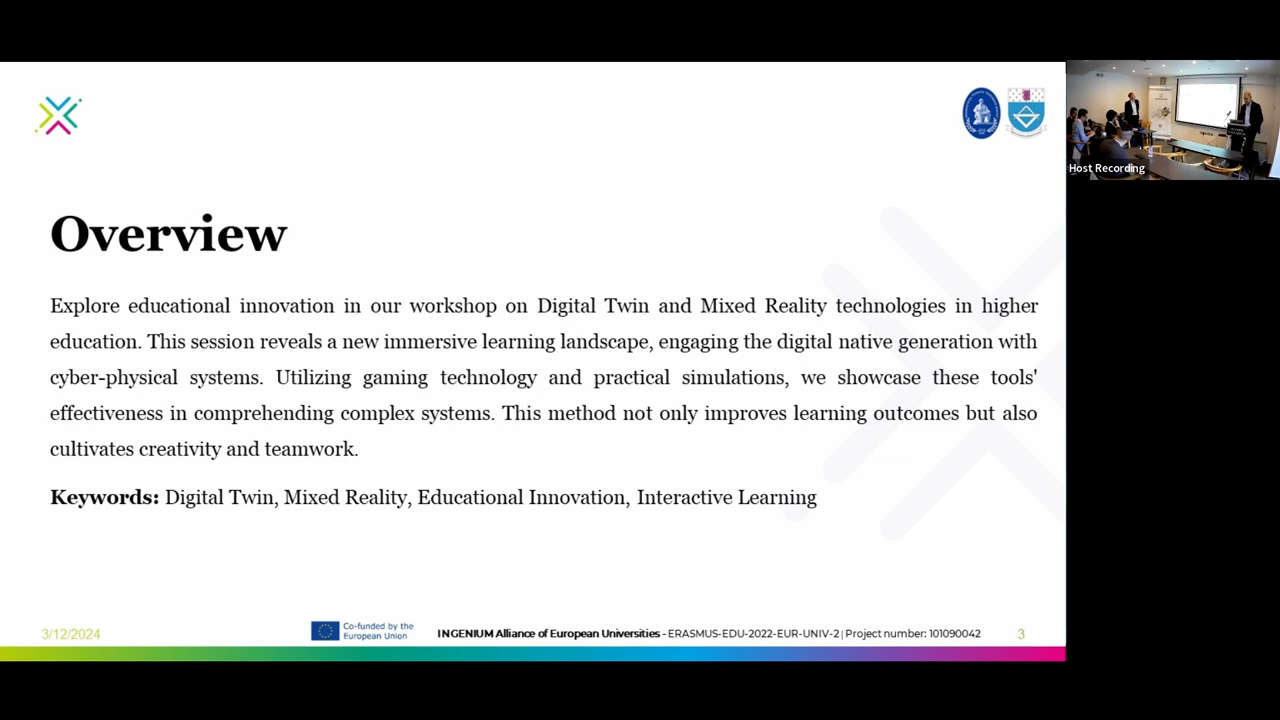 Host Recording
Overview
Explore educational innovation in our workshop on Digital Twin and Mixed Reality technologies in higher
education. This session reveals a new immersive learning landscape, engaging the digital native generation with
cyber-physical systems. Utilizing gaming technology and practical simulations, we showcase these tools'
effectiveness in comprehending complex systems. This method not only improves learning outcomes but also
cultivates creativity and teamwork.
Keywords: Digital Twin, Mixed Reality, Educational Innovation, Interactive Learning
3/12/2024
Co-funded by the
European Union
INGENIUM Alliance of European Universities - ERASMUS-EDU-2022-EUR-UNIV-2 | Project number: 101090042
3